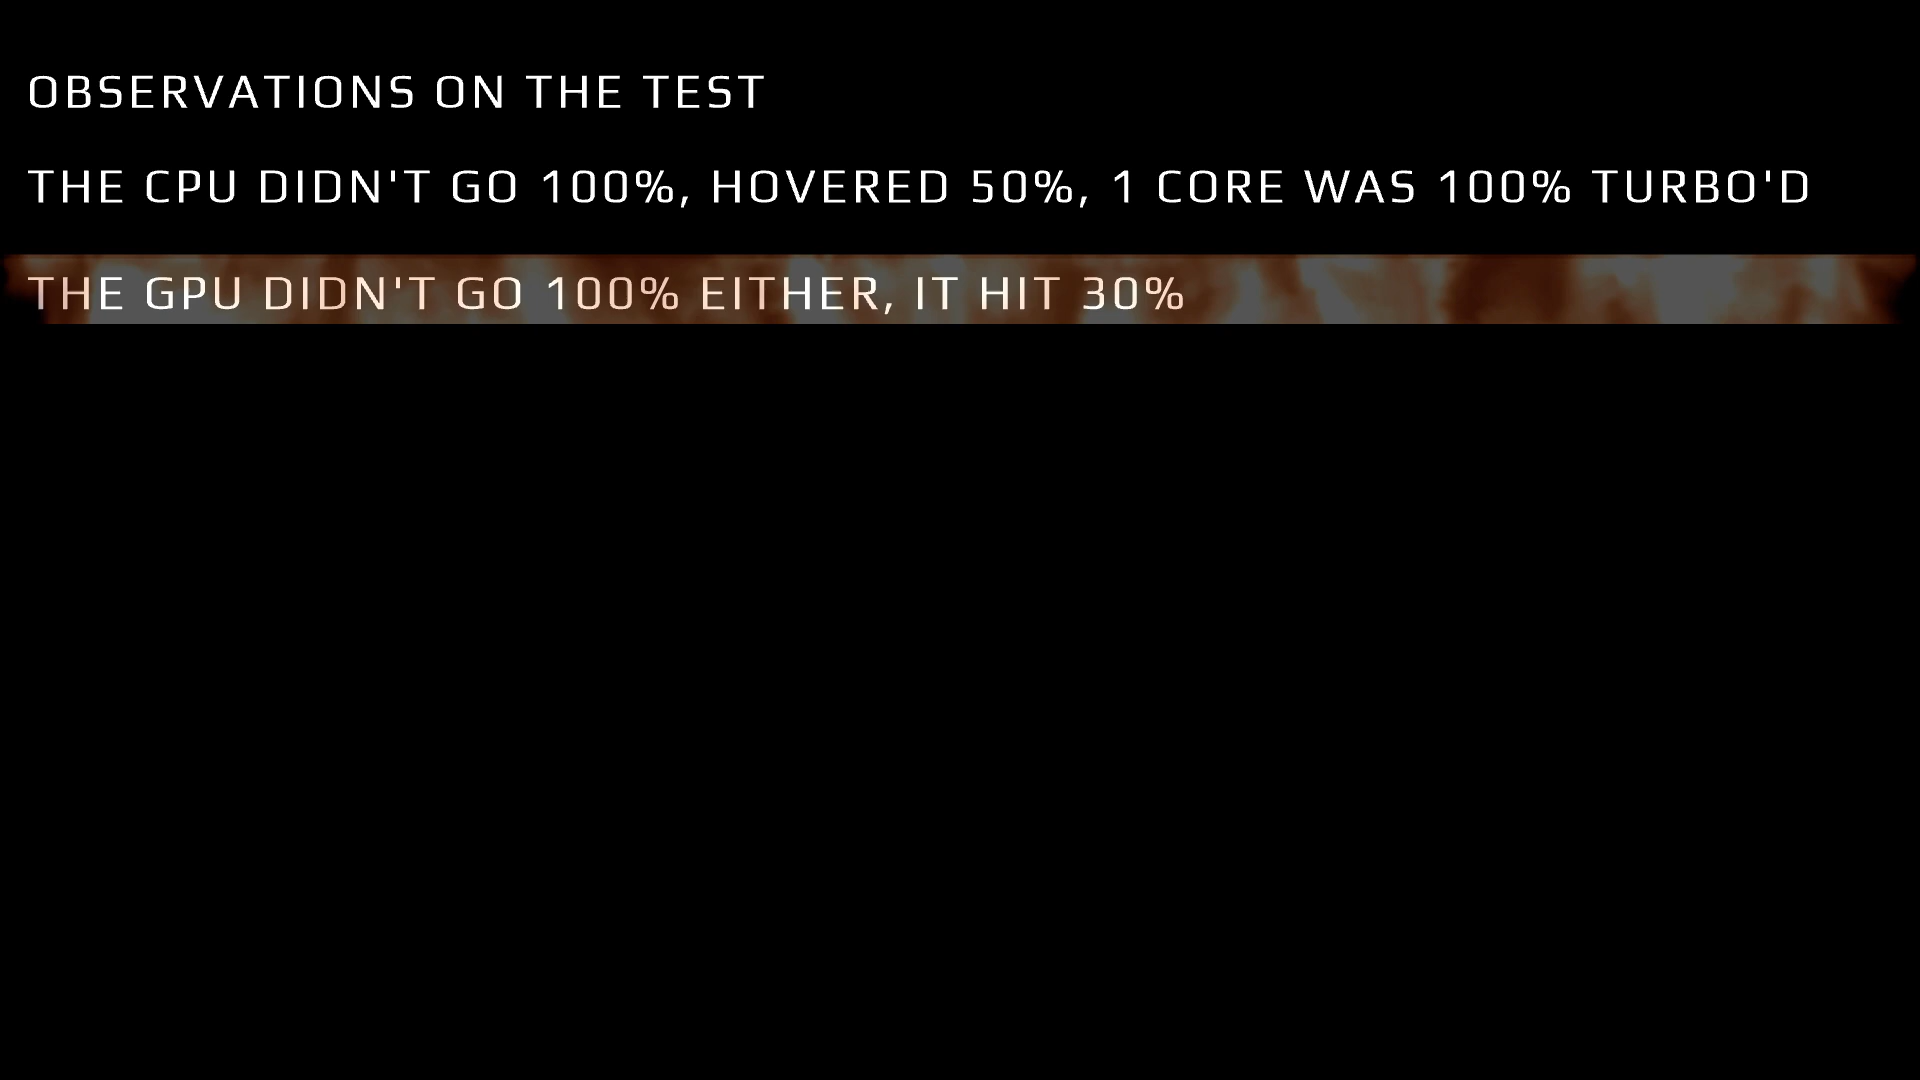 OBSERVATIONS ON THE TEST
THE CPU DIDN'T GO 100%, HOVERED 50%, 1 CORE WAS 100% TURBO'D
THE GPU DIDN'T GO 100% EITHER, IT HIT 30%